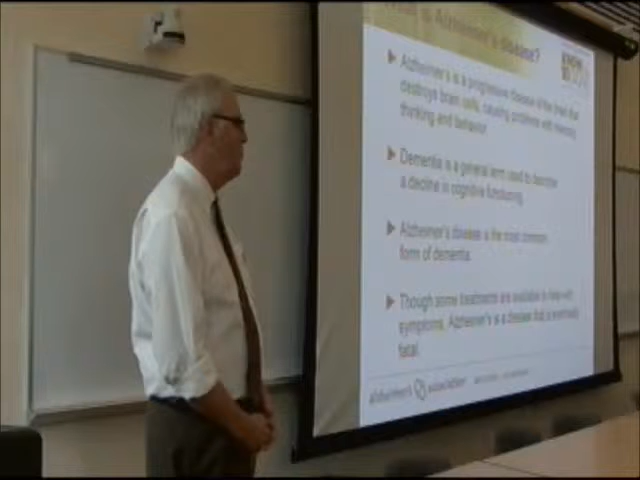 What is Alzheimer's disease?
Alzheimer's is a progressive disease of the brain that
destroys brain cells, causing problems with memory,
thinking and behavior.
Dementia is a general term used to describe
a decline in cognitive functioning.
Alzheimer's disease is the most common
form of dementia.
Though some treatments are available to help with
symptoms, Alzheimer's is a disease that is eventually
fatal.
alzheimer's association